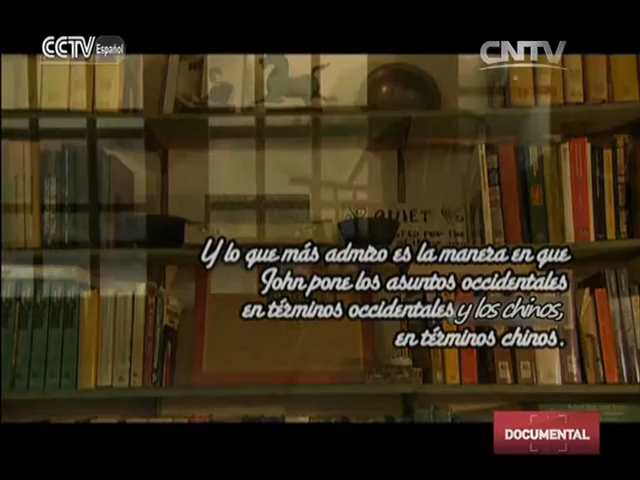 CCTV Español
CNTV
QUIET
Y lo que más admiro es la manera en que
John pone los asuntos occidentales
en términos occidentales y los chinos,
en términos chinos.
DOCUMENTAL